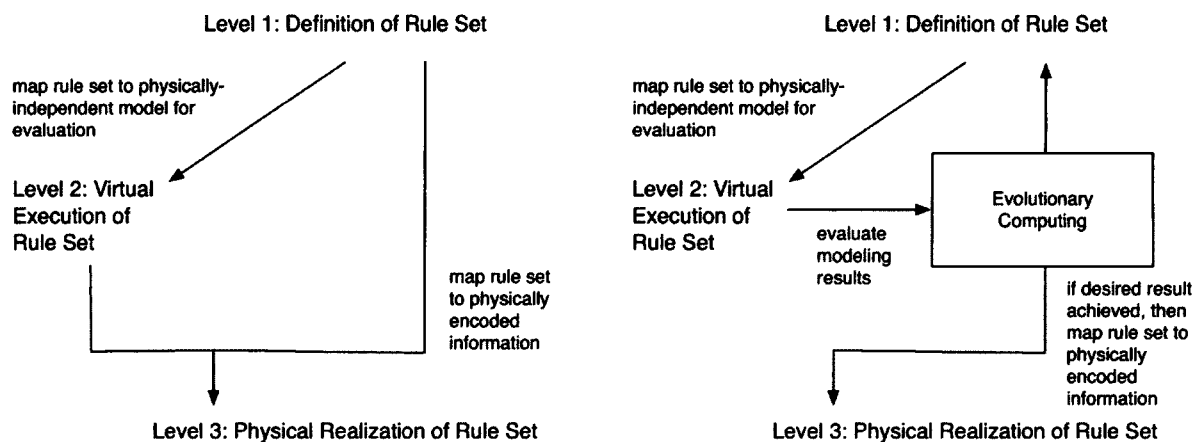 Level 1: Definition of Rule Set
map rule set to physically-
independent model for
evaluation
Level 2: Virtual
Execution of
Rule Set
map rule set
to physically
encoded
information
Level 3: Physical Realization of Rule Set
Level 1: Definition of Rule Set
map rule set to physically-
independent model for
evaluation
Level 2: Virtual
Execution of
Rule Set
evaluate
modeling
results
Evolutionary
Computing
if desired result
achieved, then
map rule set to
physically
encoded
information
Level 3: Physical Realization of Rule Set